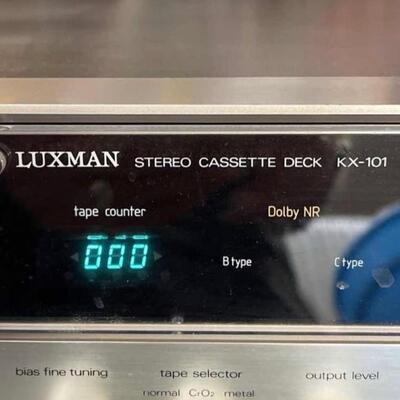 LUXMAN STEREO CASSETTE DECK KX-101
tape counter Dolby NR
000 B type C type
bias fine tuning tape selector output level
normal CrO₂ metal